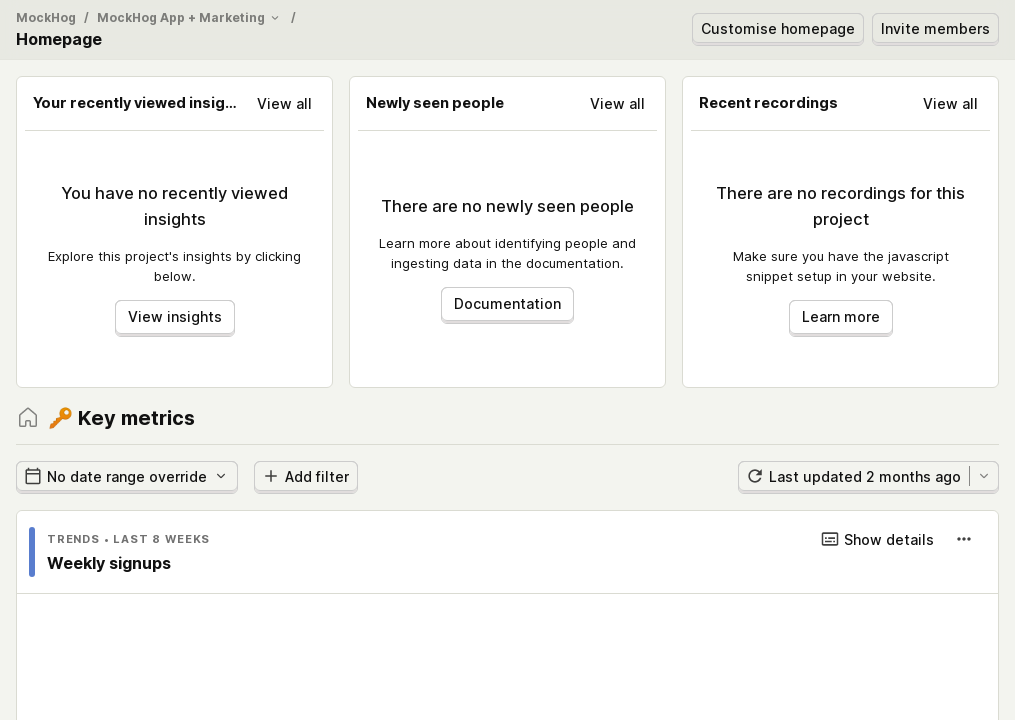 MockHog / MockHog App + Marketing /
Homepage
Customise homepage
Invite members
Your recently viewed insig...
View all
You have no recently viewed
insights
Explore this project's insights by clicking
below.
View insights
Newly seen people
View all
There are no newly seen people
Learn more about identifying people and
ingesting data in the documentation.
Documentation
Recent recordings
View all
There are no recordings for this
project
Make sure you have the javascript
snippet setup in your website.
Learn more
🔑 Key metrics
No date range override
Add filter
Last updated 2 months ago
TRENDS • LAST 8 WEEKS
Weekly signups
Show details